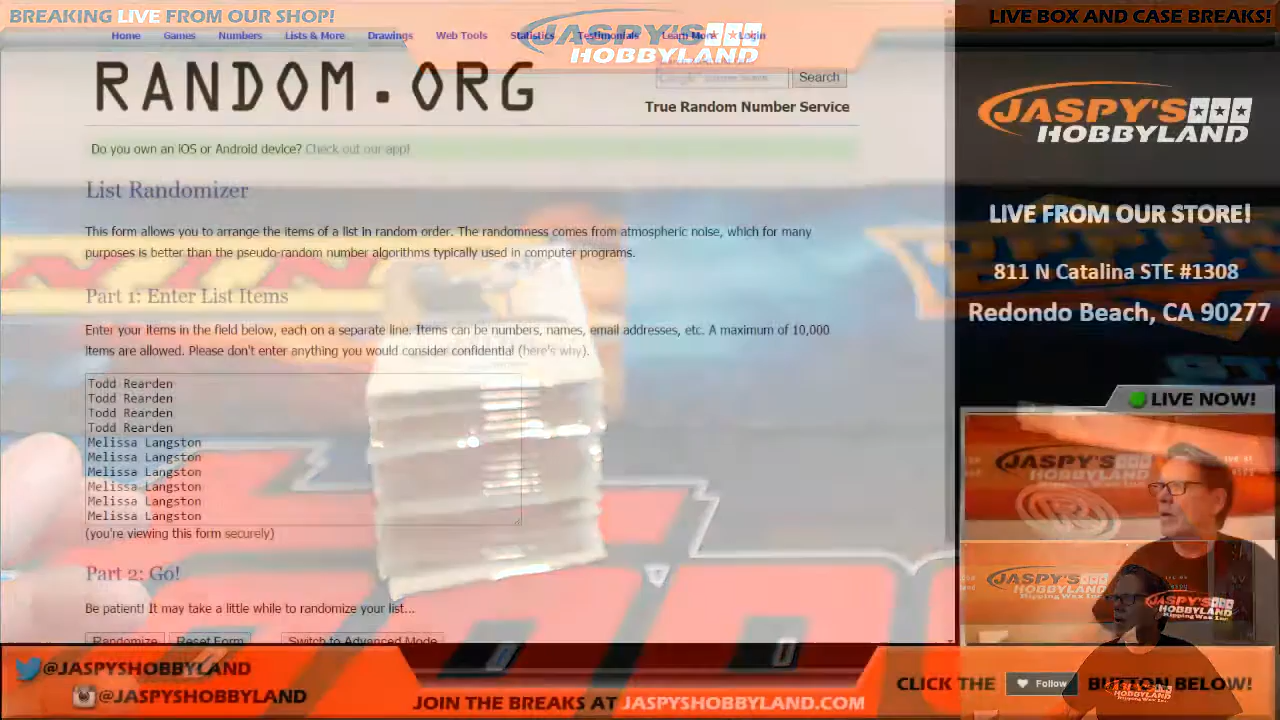 BREAKING LIVE FROM OUR SHOP!
LIVE BOX AND CASE BREAKS!
Home Games Numbers Lists & More Drawings Web Tools Statistics Testimonials Learn More Login
JASPY'S
HOBBYLAND
RANDOM.ORG
Search
True Random Number Service
Do you own an iOS or Android device? Check out our app!
List Randomizer
This form allows you to arrange the items of a list in random order. The randomness comes from atmospheric noise, which for many
purposes is better than the pseudo-random number algorithms typically used in computer programs.
Part 1: Enter List Items
Enter your items in the field below, each on a separate line. Items can be numbers, names, email addresses, etc. A maximum of 10,000
items are allowed. Please don't enter anything you would consider confidential (here's why).
Todd Rearden
Todd Rearden
Todd Rearden
Todd Rearden
Melissa Langston
Melissa Langston
Melissa Langston
Melissa Langston
Melissa Langston
Melissa Langston
(you're viewing this form securely)
Part 2: Go!
Be patient! It may take a little while to randomize your list...
Randomize Reset Form Switch to Advanced Mode
JASPY'S
HOBBYLAND
LIVE FROM OUR STORE!
811 N Catalina STE #1308
Redondo Beach, CA 90277
LIVE NOW!
JASPY'S
HOBBYLAND
JASPY'S
HOBBYLAND
@JASPYSHOBBYLAND
@JASPYSHOBBYLAND
JOIN THE BREAKS AT JASPYSHOBBYLAND.COM
CLICK THE Follow BUTTON BELOW!